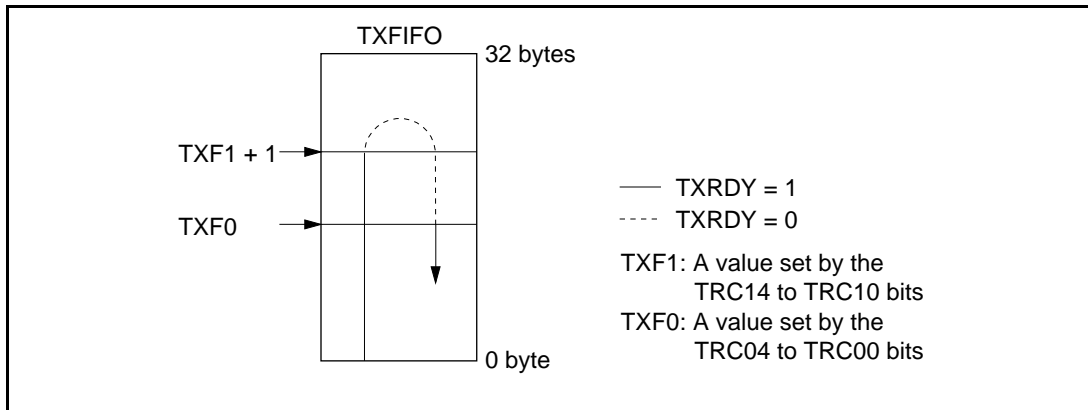 TXFIFO
32 bytes
TXF1 + 1
TXF0
0 byte
TXRDY = 1
TXRDY = 0
TXF1: A value set by the
TRC14 to TRC10 bits
TXF0: A value set by the
TRC04 to TRC00 bits